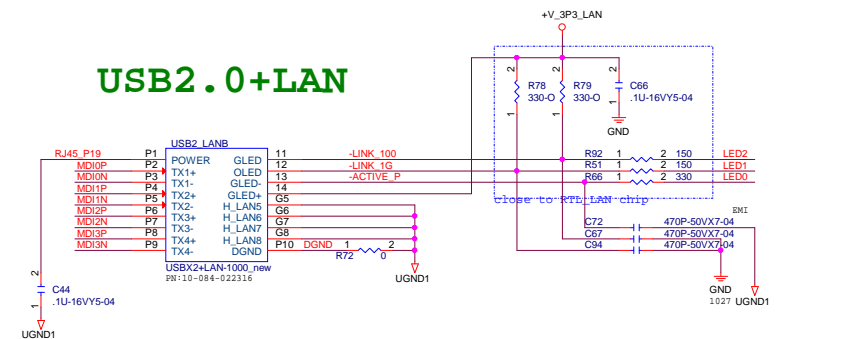 +V_3P3_LAN
USB2.0+LAN
2 2 2
R78 R79 C66
330-O 330-O .1U-16VY5-04
1 1 1
GND
USB2_LANB
RJ45_P19 P1 POWER GLED 11 -LINK_100 R92 1 2 150 LED2
MDI0P P2 TX1+ OLED 12 -LINK_1G R51 1 2 150 LED1
MDI0N P3 TX1- GLED- 13 -ACTIVE_P R66 1 2 330 LED0
MDI1P P4 TX2+ GLED+ 14
MDI1N P5 TX2- H_LAN5 G5
close to RTL_LAN chip
MDI2P P6 TX3+ H_LAN6 G6
EMI
MDI2N P7 TX3- H_LAN7 G7
C72 470P-50VX7-04
MDI3P P8 TX4+ H_LAN8 G8
C67 470P-50VX7-04
MDI3N P9 TX4- DGND P10 DGND 1 2
C94 470P-50VX7-04
R72 0
USBX2+LAN-1000_new
PN:10-084-022316
UGND1
2
C44
.1U-16VY5-04
1
UGND1
GND
1027 UGND1